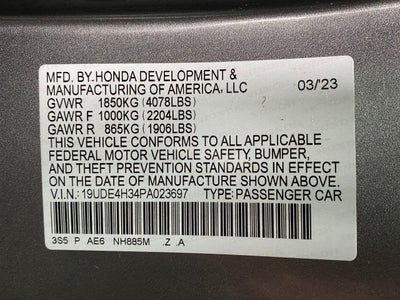 MFD. BY.HONDA DEVELOPMENT &
MANUFACTURING OF AMERICA, LLC 03/'23
GVWR 1850KG (4078LBS)
GAWR F 1000KG (2204LBS)
GAWR R 865KG (1906LBS)
THIS VEHICLE CONFORMS TO ALL APPLICABLE
FEDERAL MOTOR VEHICLE SAFETY, BUMPER,
AND THEFT PREVENTION STANDARDS IN EFFECT
ON THE DATE OF MANUFACTURE SHOWN ABOVE.
V.I.N.: 19UDE4H34PA023697 TYPE:PASSENGER CAR
3S5 P AE6 NH885M .Z .A